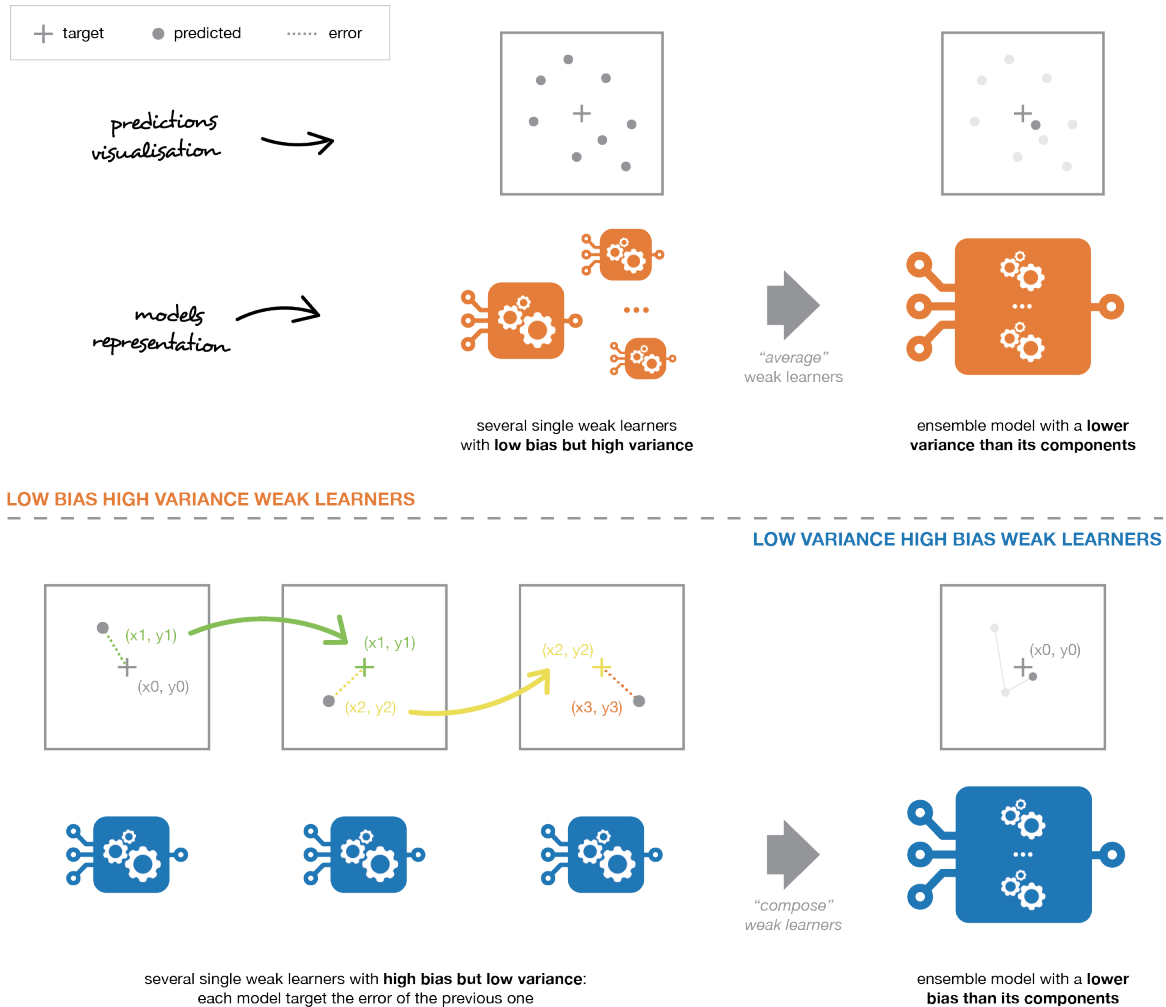 target
predicted
error
predictions
visualisation
models
representation
"average"
weak learners
several single weak learners
with low bias but high variance
ensemble model with a lower
variance than its components
LOW BIAS HIGH VARIANCE WEAK LEARNERS
LOW VARIANCE HIGH BIAS WEAK LEARNERS
(x1, y1)
(x0, y0)
(x1, y1)
(x2, y2)
(x2, y2)
(x3, y3)
(x0, y0)
"compose"
weak learners
several single weak learners with high bias but low variance:
each model target the error of the previous one
ensemble model with a lower
bias than its components